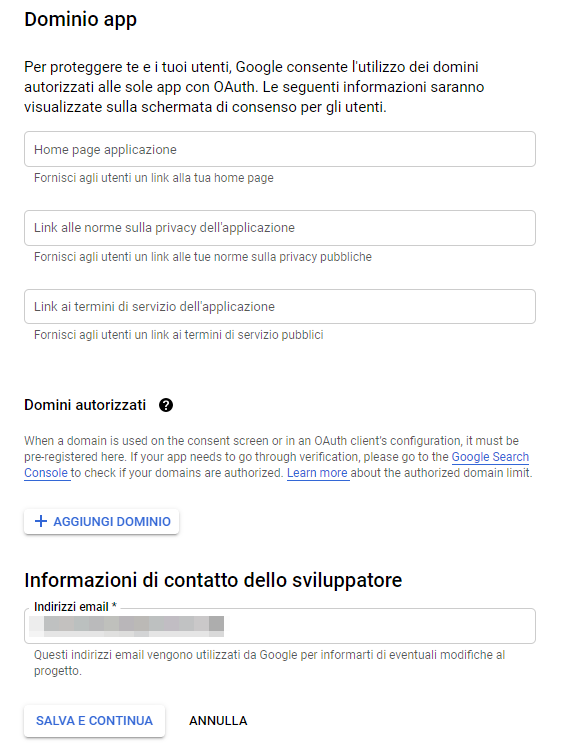 Dominio app
Per proteggere te e i tuoi utenti, Google consente l'utilizzo dei domini
autorizzati alle sole app con OAuth. Le seguenti informazioni saranno
visualizzate sulla schermata di consenso per gli utenti.
Home page applicazione
Fornisci agli utenti un link alla tua home page
Link alle norme sulla privacy dell'applicazione
Fornisci agli utenti un link alle tue norme sulla privacy pubbliche
Link ai termini di servizio dell'applicazione
Fornisci agli utenti un link ai termini di servizio pubblici
Domini autorizzati ?
When a domain is used on the consent screen or in an OAuth client's configuration, it must be
pre-registered here. If your app needs to go through verification, please go to the Google Search
Console to check if your domains are authorized. Learn more about the authorized domain limit.
+ AGGIUNGI DOMINIO
Informazioni di contatto dello sviluppatore
Indirizzi email *
Questi indirizzi email vengono utilizzati da Google per informarti di eventuali modifiche al
progetto.
SALVA E CONTINUA ANNULLA